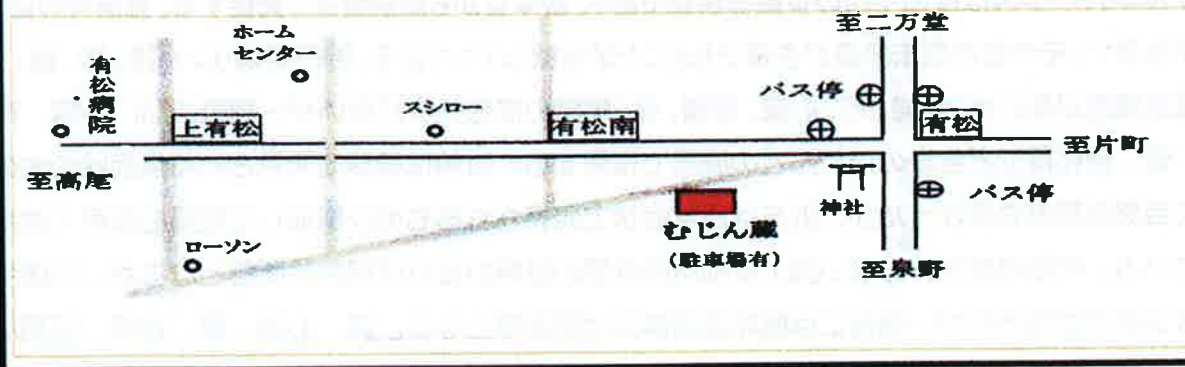 至二万堂
ホーム
センター
有松病院
バス停
スシロー
上有松
有松南
有松
至片町
至高尾
神社
バス停
ローソン
むじん蔵
(駐車場有)
至泉野